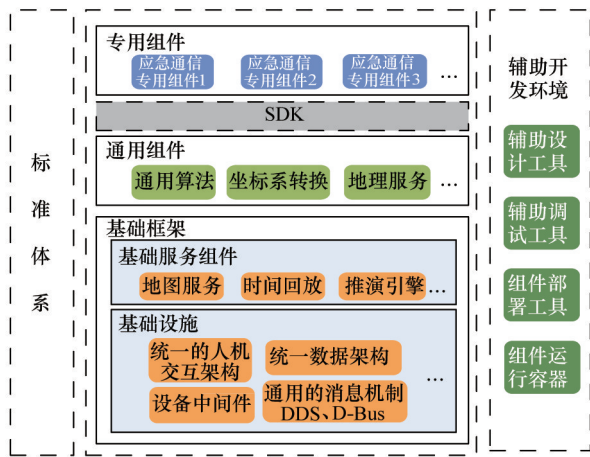 标
准
体
系
专用组件
应急通信
专用组件1
应急通信
专用组件2
应急通信
专用组件3
…
SDK
通用组件
通用算法
坐标系转换
地理服务
…
基础框架
基础服务组件
地图服务
时间回放
推演引擎
…
基础设施
统一的人机
交互架构
统一数据架构
…
设备中间件
通用的消息机制
DDS、D-Bus
辅助开
发环境
辅助设
计工具
辅助调
试工具
组件部
署工具
组件运
行容器